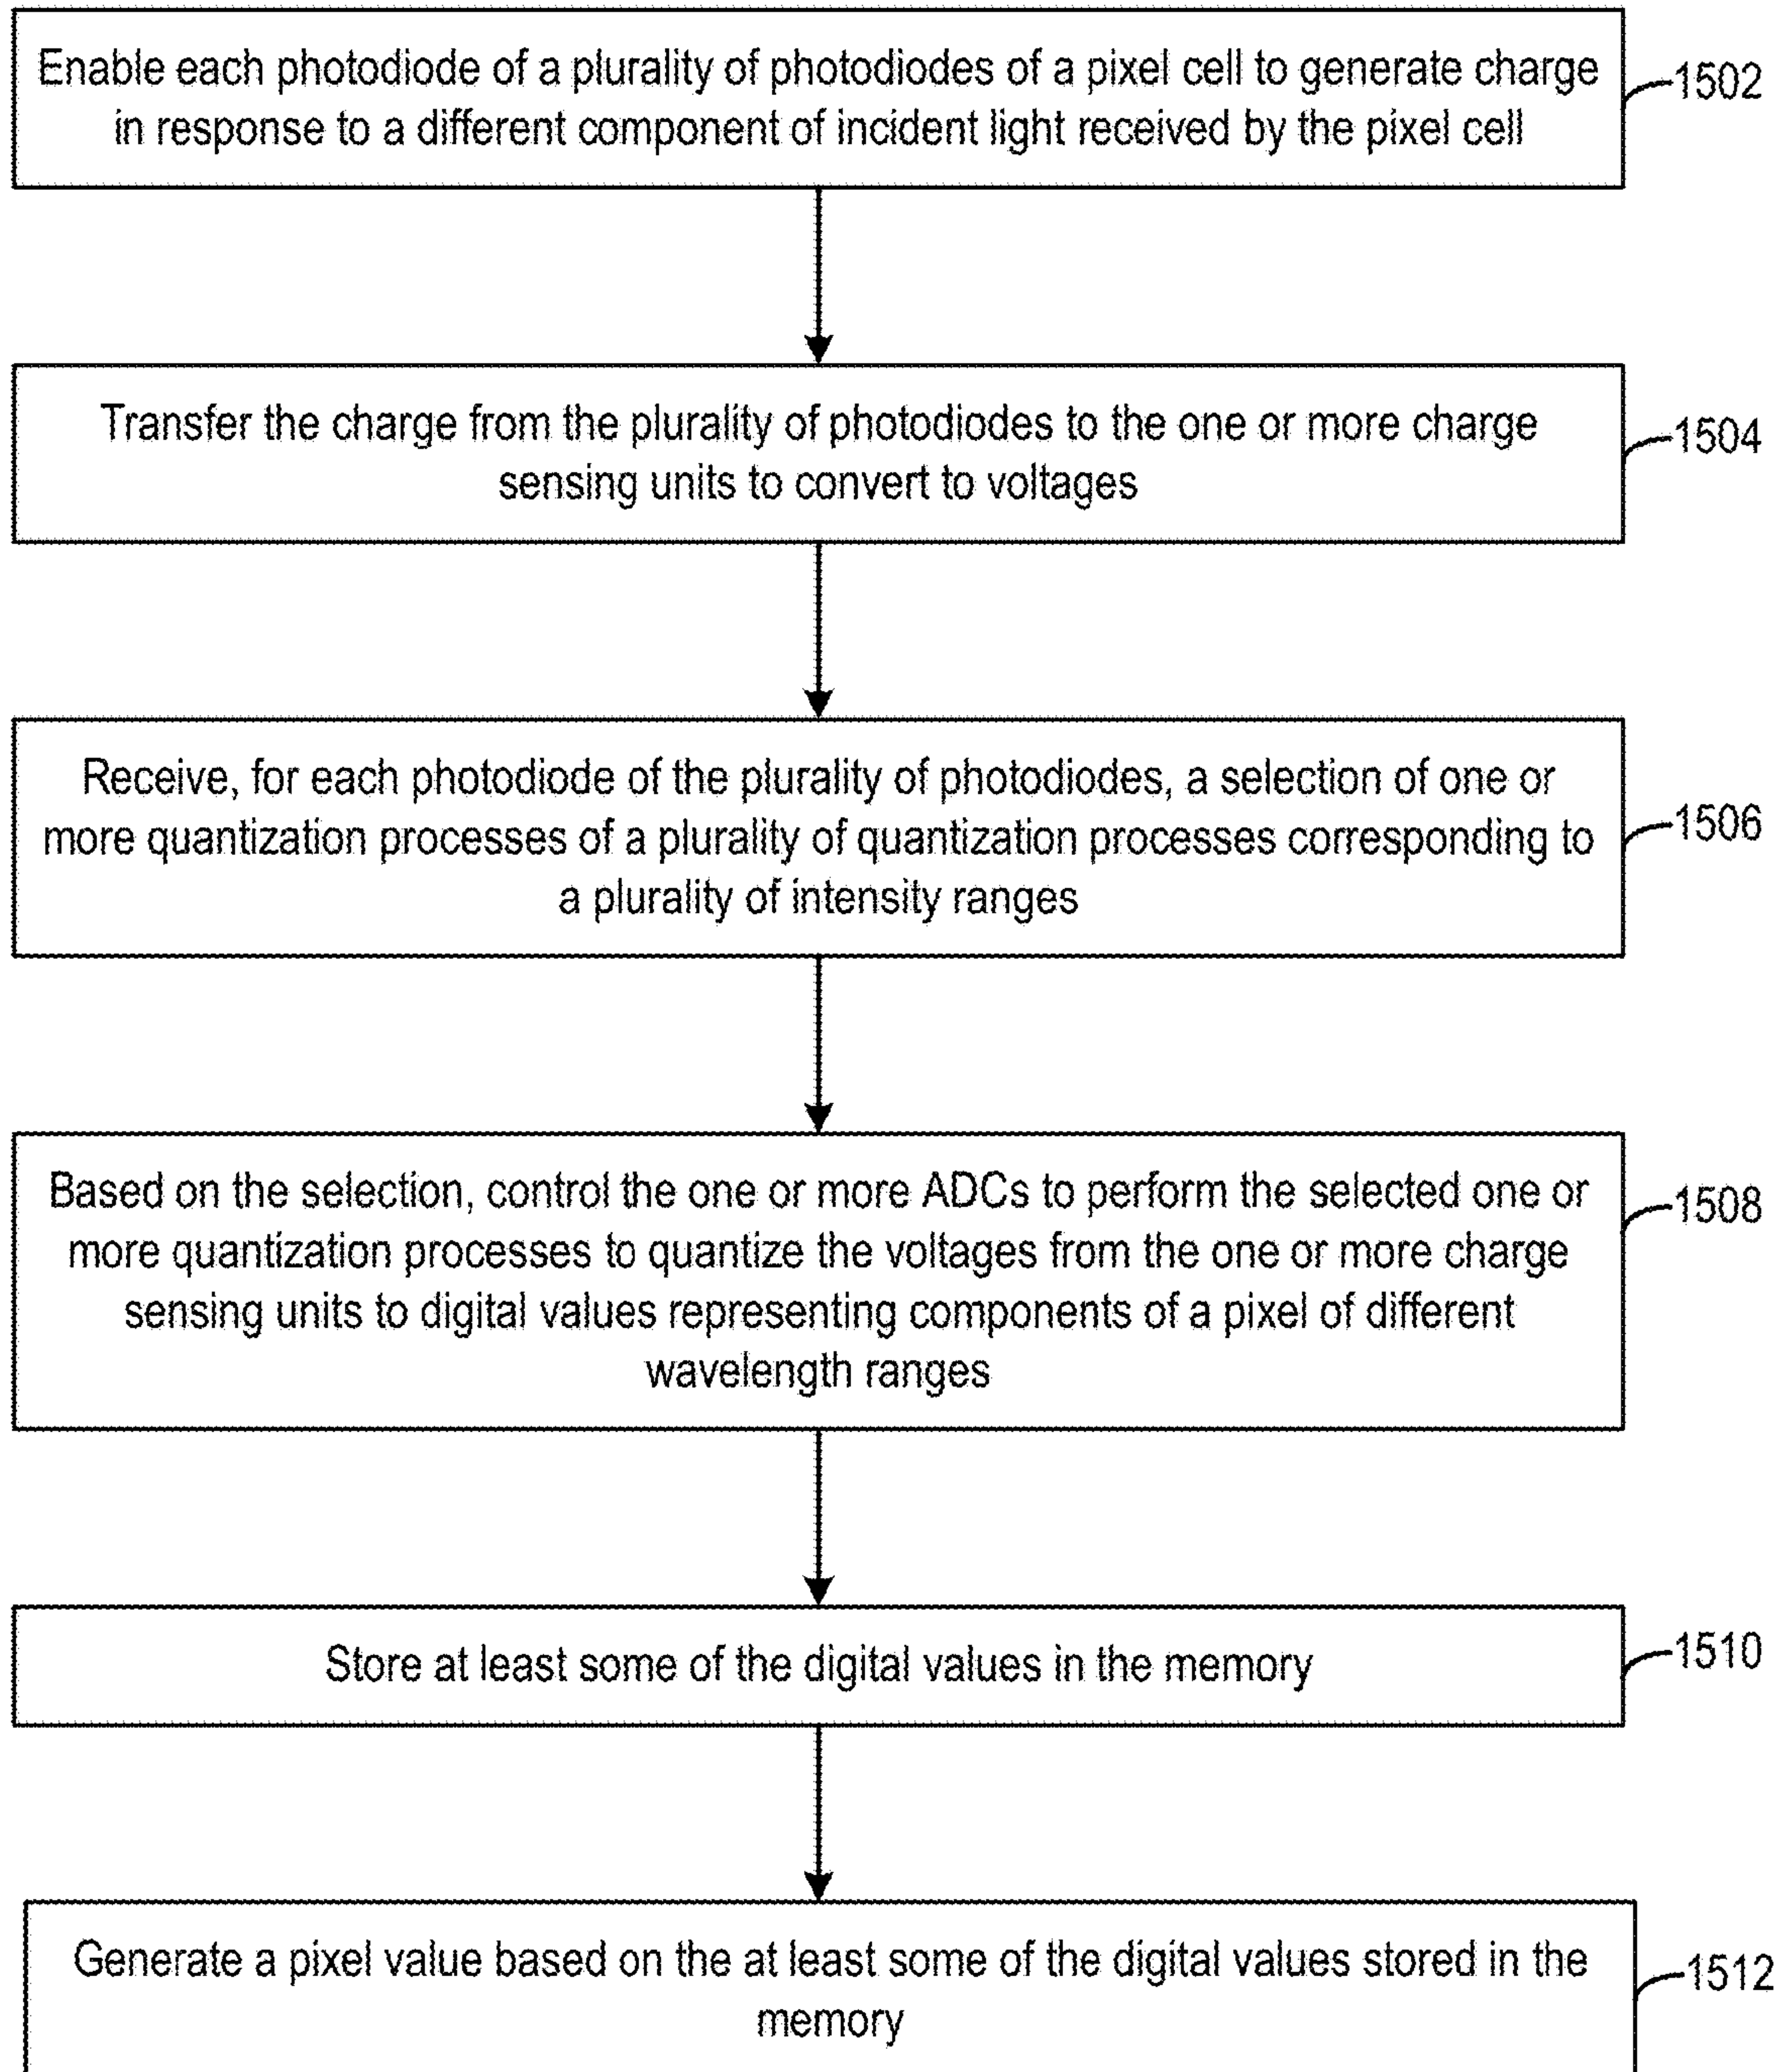 Enable each photodiode of a plurality of photodiodes of a pixel cell to generate charge
in response to a different component of incident light received by the pixel cell
1502
Transfer the charge from the plurality of photodiodes to the one or more charge
sensing units to convert to voltages
1504
Receive, for each photodiode of the plurality of photodiodes, a selection of one or
more quantization processes of a plurality of quantization processes corresponding to
a plurality of intensity ranges
1506
Based on the selection, control the one or more ADCs to perform the selected one or
more quantization processes to quantize the voltages from the one or more charge
sensing units to digital values representing components of a pixel of different
wavelength ranges
1508
Store at least some of the digital values in the memory
1510
Generate a pixel value based on the at least some of the digital values stored in the
memory
1512